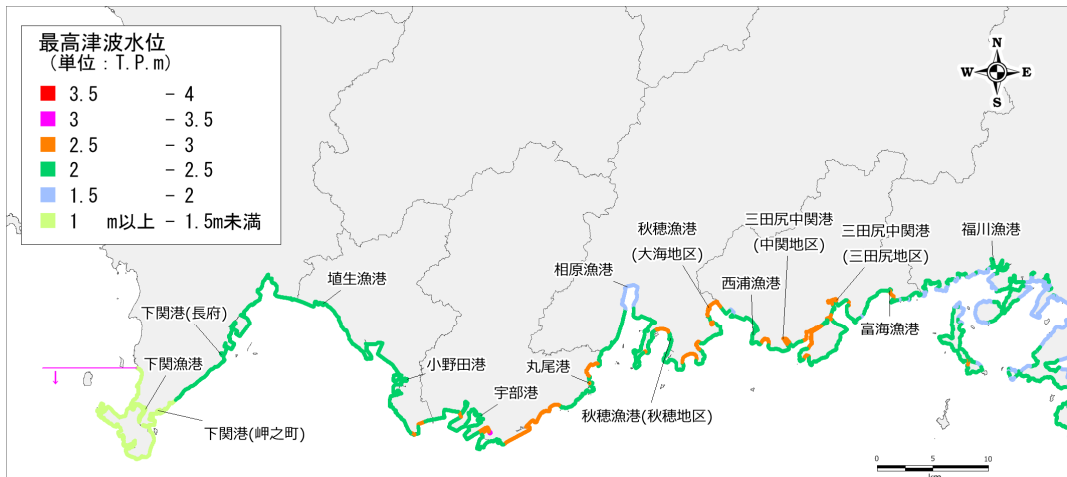 最高津波水位
(単位：T.P.m)
3.5 - 4
3 - 3.5
2.5 - 3
2 - 2.5
1.5 - 2
1 m以上 - 1.5m未満
N
W E
S
三田尻中関港
(中関地区)
三田尻中関港
(三田尻地区)
福川漁港
秋穂漁港
(大海地区)
相原漁港
西浦漁港
埴生漁港
下関港(長府)
富海漁港
下関漁港
小野田港
丸尾港
宇部港
秋穂漁港(秋穂地区)
下関港(岬之町)
0 5 10
km